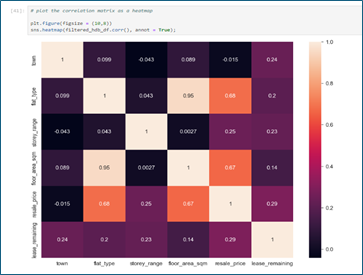 # plot the correlation matrix as a heatmap
plt.figure(figsize = (10,8))
sns.heatmap(filtered_hdb_df.corr(), annot = True);
town 1 0.099 -0.043 0.089 -0.015 0.24
flat_type 0.099 1 0.043 0.95 0.68 0.2
storey_range -0.043 0.043 1 0.0027 0.25 0.23
floor_area_sqm 0.089 0.95 0.0027 1 0.67 0.14
resale_price -0.015 0.68 0.25 0.67 1 0.29
lease_remaining 0.24 0.2 0.23 0.14 0.29 1
town flat_type storey_range floor_area_sqm resale_price lease_remaining
1.0
0.8
0.6
0.4
0.2
0.0